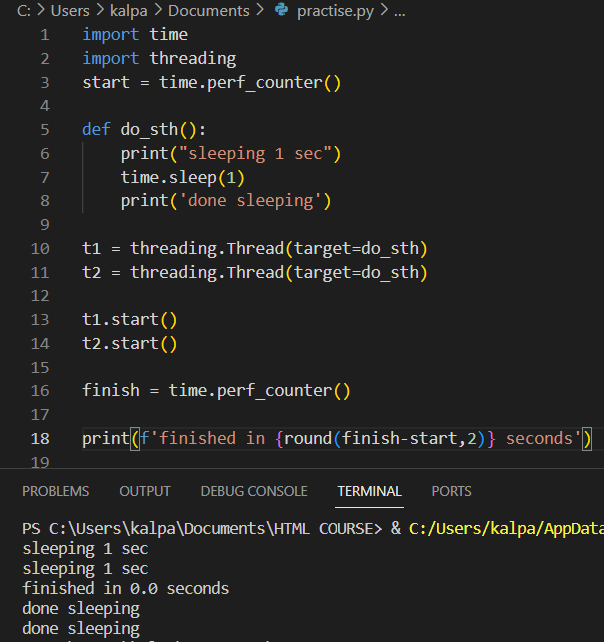 C: > Users > kalpa > Documents > practise.py > ...
1 import time
2 import threading
3 start = time.perf_counter()
4
5 def do_sth():
6     print("sleeping 1 sec")
7     time.sleep(1)
8     print('done sleeping')
9
10 t1 = threading.Thread(target=do_sth)
11 t2 = threading.Thread(target=do_sth)
12
13 t1.start()
14 t2.start()
15
16 finish = time.perf_counter()
17
18 print(f'finished in {round(finish-start,2)} seconds')
19
PROBLEMS OUTPUT DEBUG CONSOLE TERMINAL PORTS
PS C:\Users\kalpa\Documents\HTML COURSE> & C:/Users/kalpa/AppData
sleeping 1 sec
sleeping 1 sec
finished in 0.0 seconds
done sleeping
done sleeping